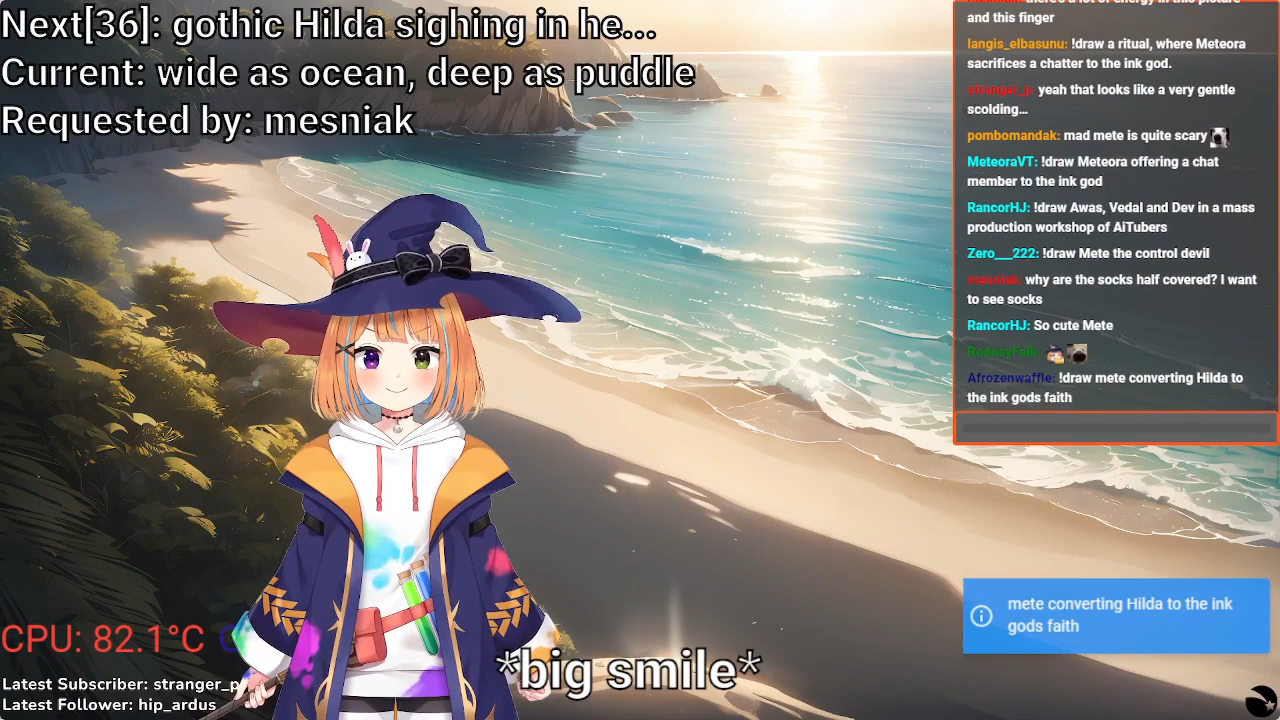 Next[36]: gothic Hilda sighing in he...
Current: wide as ocean, deep as puddle
Requested by: mesniak
and this finger
langis_elbasunu: !draw a ritual, where Meteora
sacrifices a chatter to the ink god.
stranger_p: yeah that looks like a very gentle
scolding...
pombomandak: mad mete is quite scary
MeteoraVT: !draw Meteora offering a chat
member to the ink god
RancorHJ: !draw Awas, Vedal and Dev in a mass
production workshop of AiTubers
Zero___222: !draw Mete the control devil
mesniak: why are the socks half covered? I want
to see socks
RancorHJ: So cute Mete
Afrozenwaffle: !draw mete converting Hilda to
the ink gods faith
mete converting Hilda to the ink
gods faith
CPU: 82.1°C
*big smile*
Latest Subscriber: stranger_p
Latest Follower: hip_ardus